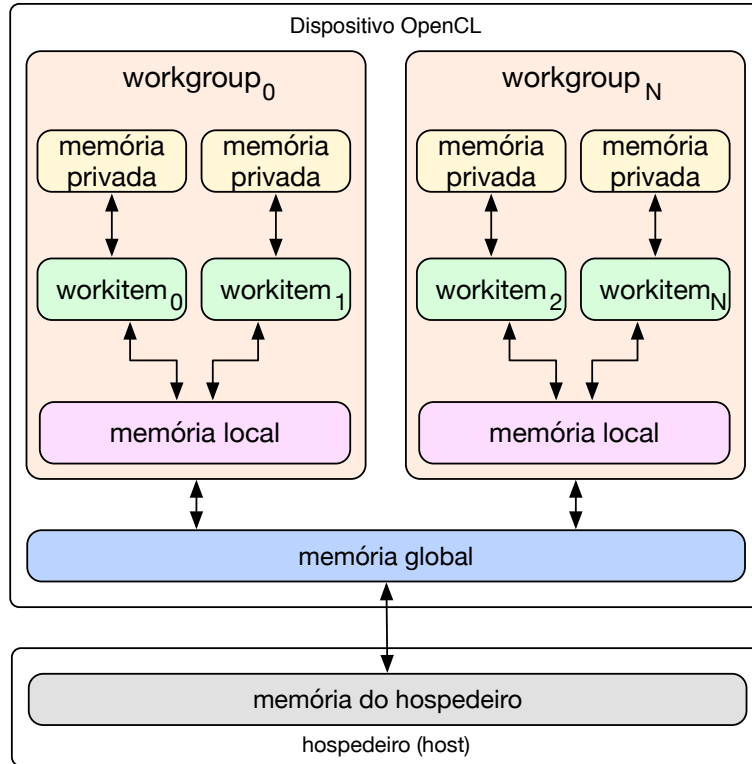 Dispositivo OpenCL
workgroup0
workgroupN
memória
privada
memória
privada
memória
privada
memória
privada
workitem0
workitem1
workitem2
workitemN
memória local
memória local
memória global
memória do hospedeiro
hospedeiro (host)